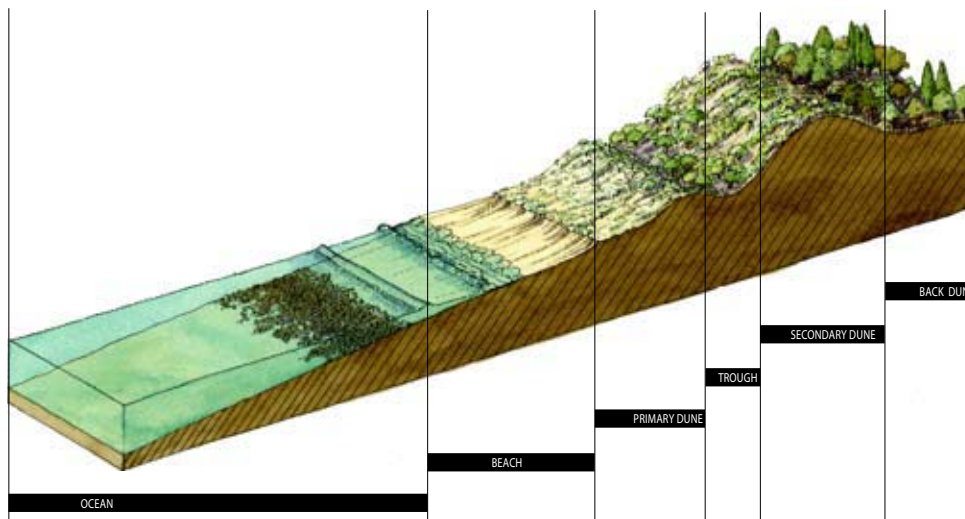 BACK DUN
SECONDARY DUNE
TROUGH
PRIMARY DUNE
BEACH
OCEAN